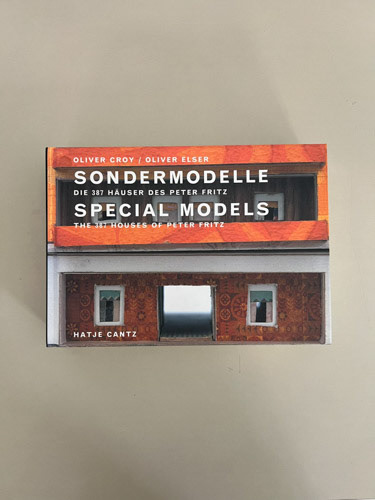 OLIVER CROY / OLIVER ELSER
SONDERMODELLE
DIE 387 HÄUSER DES PETER FRITZ
SPECIAL MODELS
THE 387 HOUSES OF PETER FRITZ
HATJE CANTZ